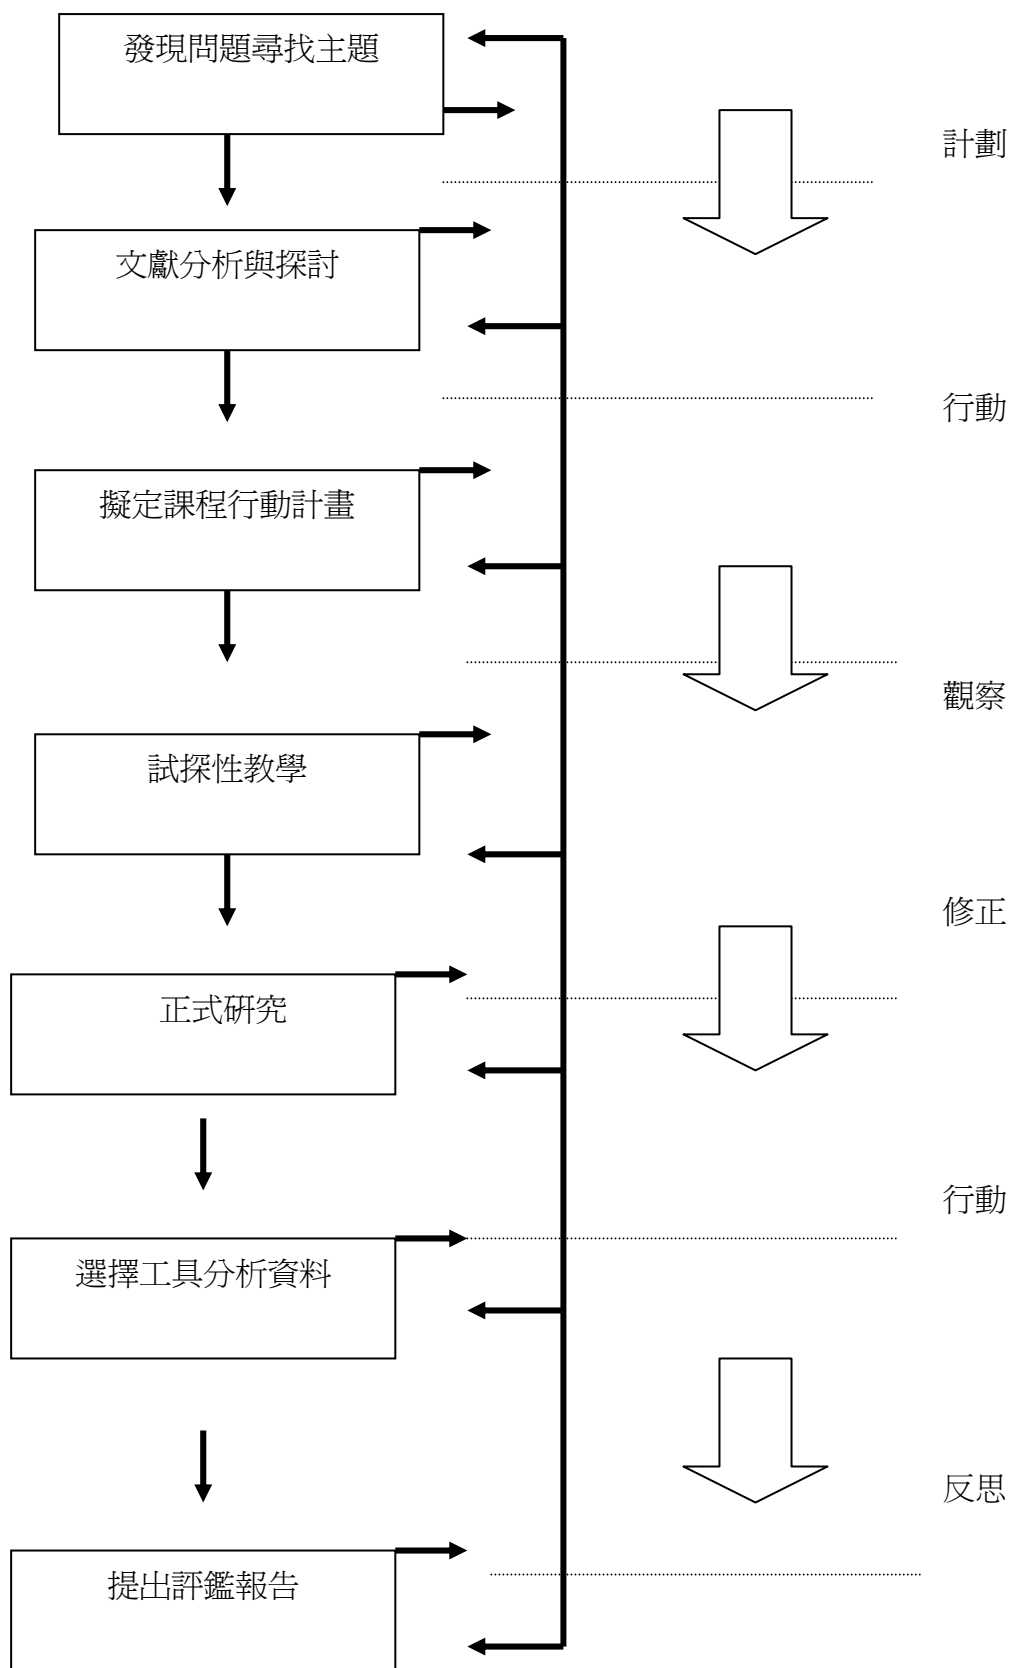 發現問題尋找主題
計劃
文獻分析與探討
行動
擬定課程行動計畫
觀察
試探性教學
修正
正式研究
行動
選擇工具分析資料
反思
提出評鑑報告